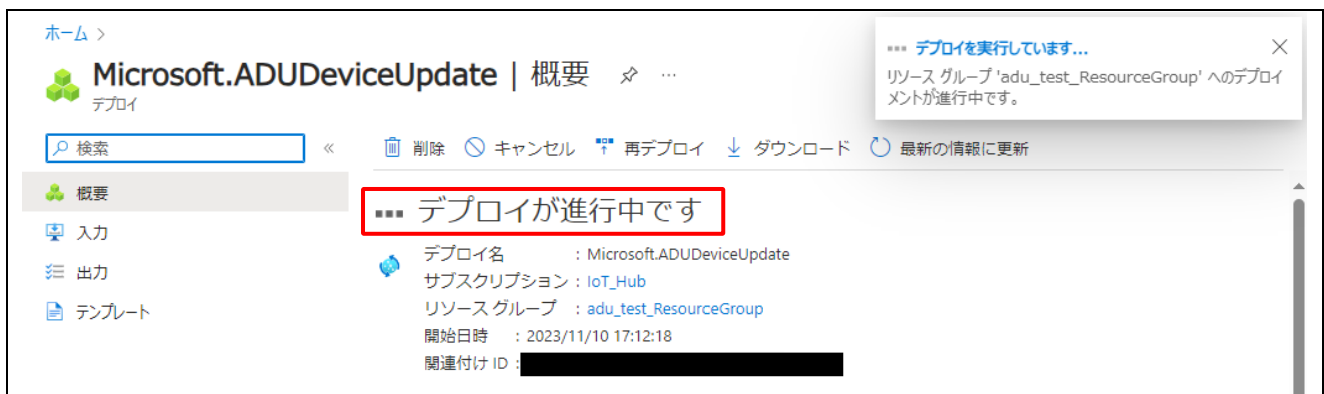 ホーム >
Microsoft.ADUDeviceUpdate | 概要 ...
デプロイ
デプロイを実行しています...
リソース グループ 'adu_test_ResourceGroup' へのデプロイ
メントが進行中です。
検索
削除 キャンセル 再デプロイ ダウンロード 最新の情報に更新
概要
入力
出力
テンプレート
デプロイが進行中です
デプロイ名 : Microsoft.ADUDeviceUpdate
サブスクリプション : IoT_Hub
リソース グループ : adu_test_ResourceGroup
開始日時 : 2023/11/10 17:12:18
関連付け ID :